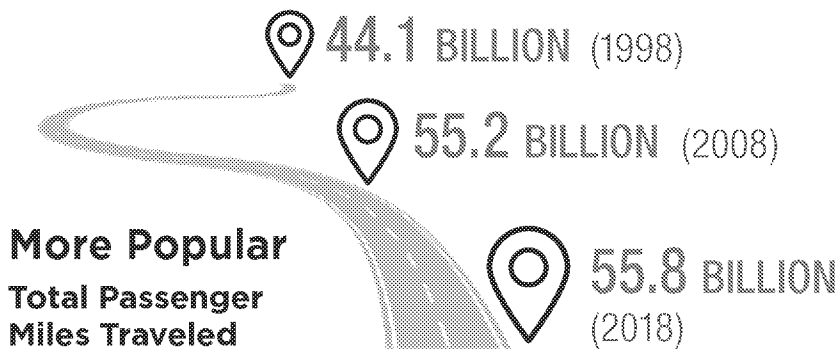 44.1 BILLION (1998)
55.2 BILLION (2008)
More Popular
Total Passenger
Miles Traveled
55.8 BILLION
(2018)